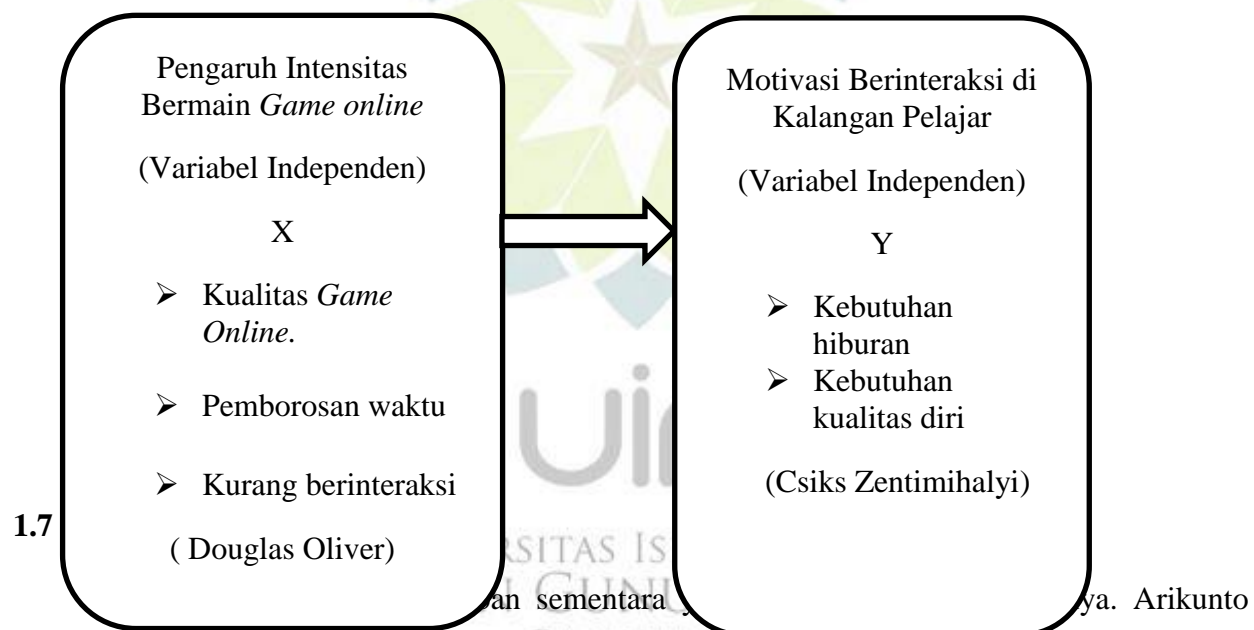 Pengaruh Intensitas
Bermain Game online
(Variabel Independen)
X
➢ Kualitas Game
Online.
➢ Pemborosan waktu
➢ Kurang berinteraksi
( Douglas Oliver)
Motivasi Berinteraksi di
Kalangan Pelajar
(Variabel Independen)
Y
➢ Kebutuhan
hiburan
➢ Kebutuhan
kualitas diri
(Csiks Zentimihalyi)
1.7
sementara
Arikunto